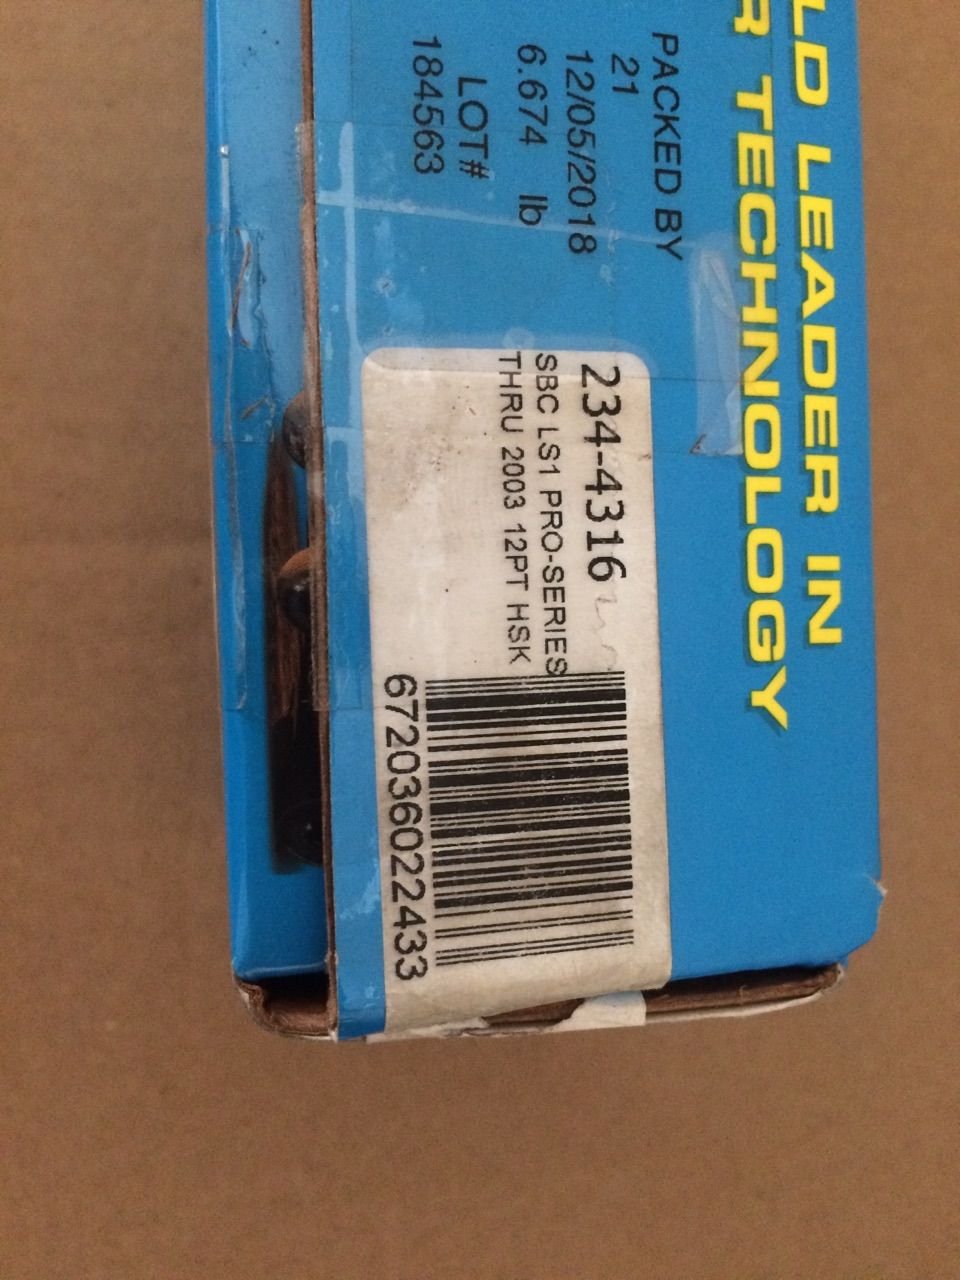 LD LEADER IN
R TECHNOLOGY
PACKED BY
21
12/05/2018
6.674 lb
LOT#
184563
234-4316
SBC LS1 PRO-SERIES
THRU 2003 12PT HSK
672036022433